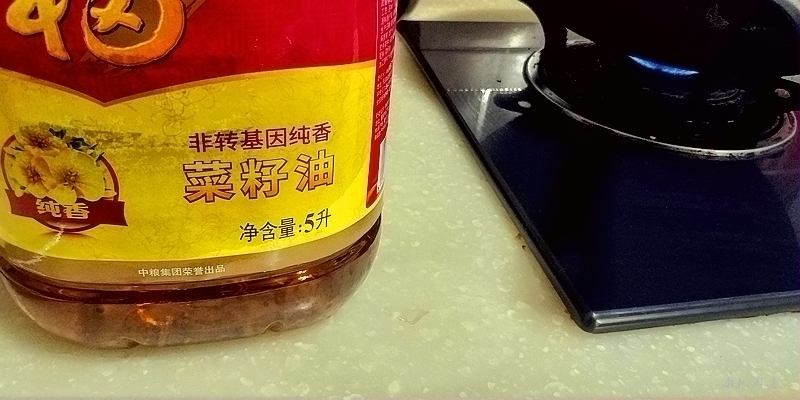 福
非转基因纯香
菜籽油
纯香
净含量:5升
中粮集团荣誉出品